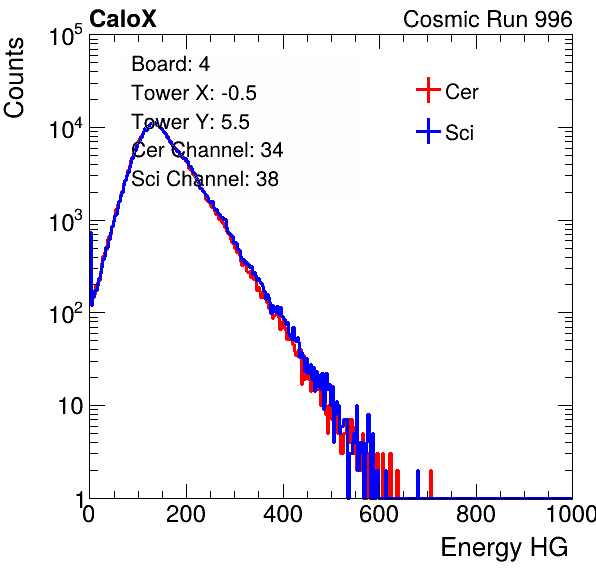 CaloX Cosmic Run 996
Counts
10^5
10^4
10^3
10^2
10
1
Board: 4
Tower X: -0.5
Tower Y: 5.5
Cer Channel: 34
Sci Channel: 38
Cer
Sci
0 200 400 600 800 1000
Energy HG